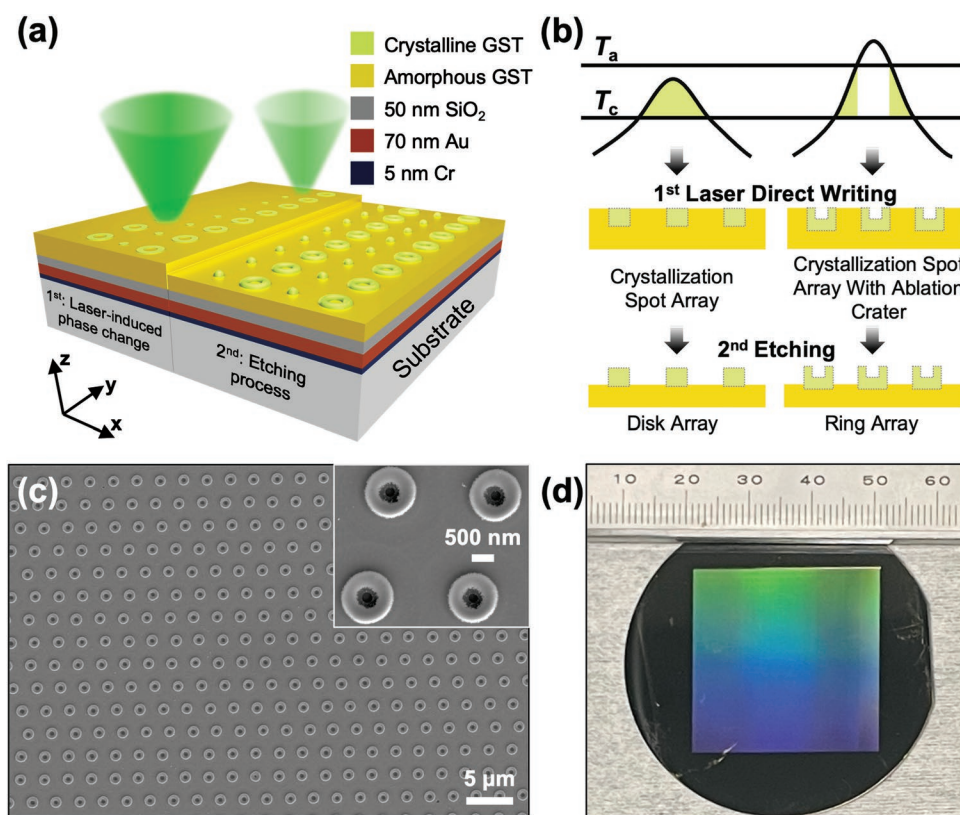 (a)
Crystalline GST
Amorphous GST
50 nm SiO₂
70 nm Au
5 nm Cr
1st: Laser-induced
phase change
2nd: Etching
process
Substrate
z
y
x
(b)
Tₐ
T꜀
1st Laser Direct Writing
Crystallization
Spot Array
Crystallization Spot
Array With Ablation
Crater
2nd Etching
Disk Array
Ring Array
(c)
500 nm
5 µm
(d)
10 20 30 40 50 60